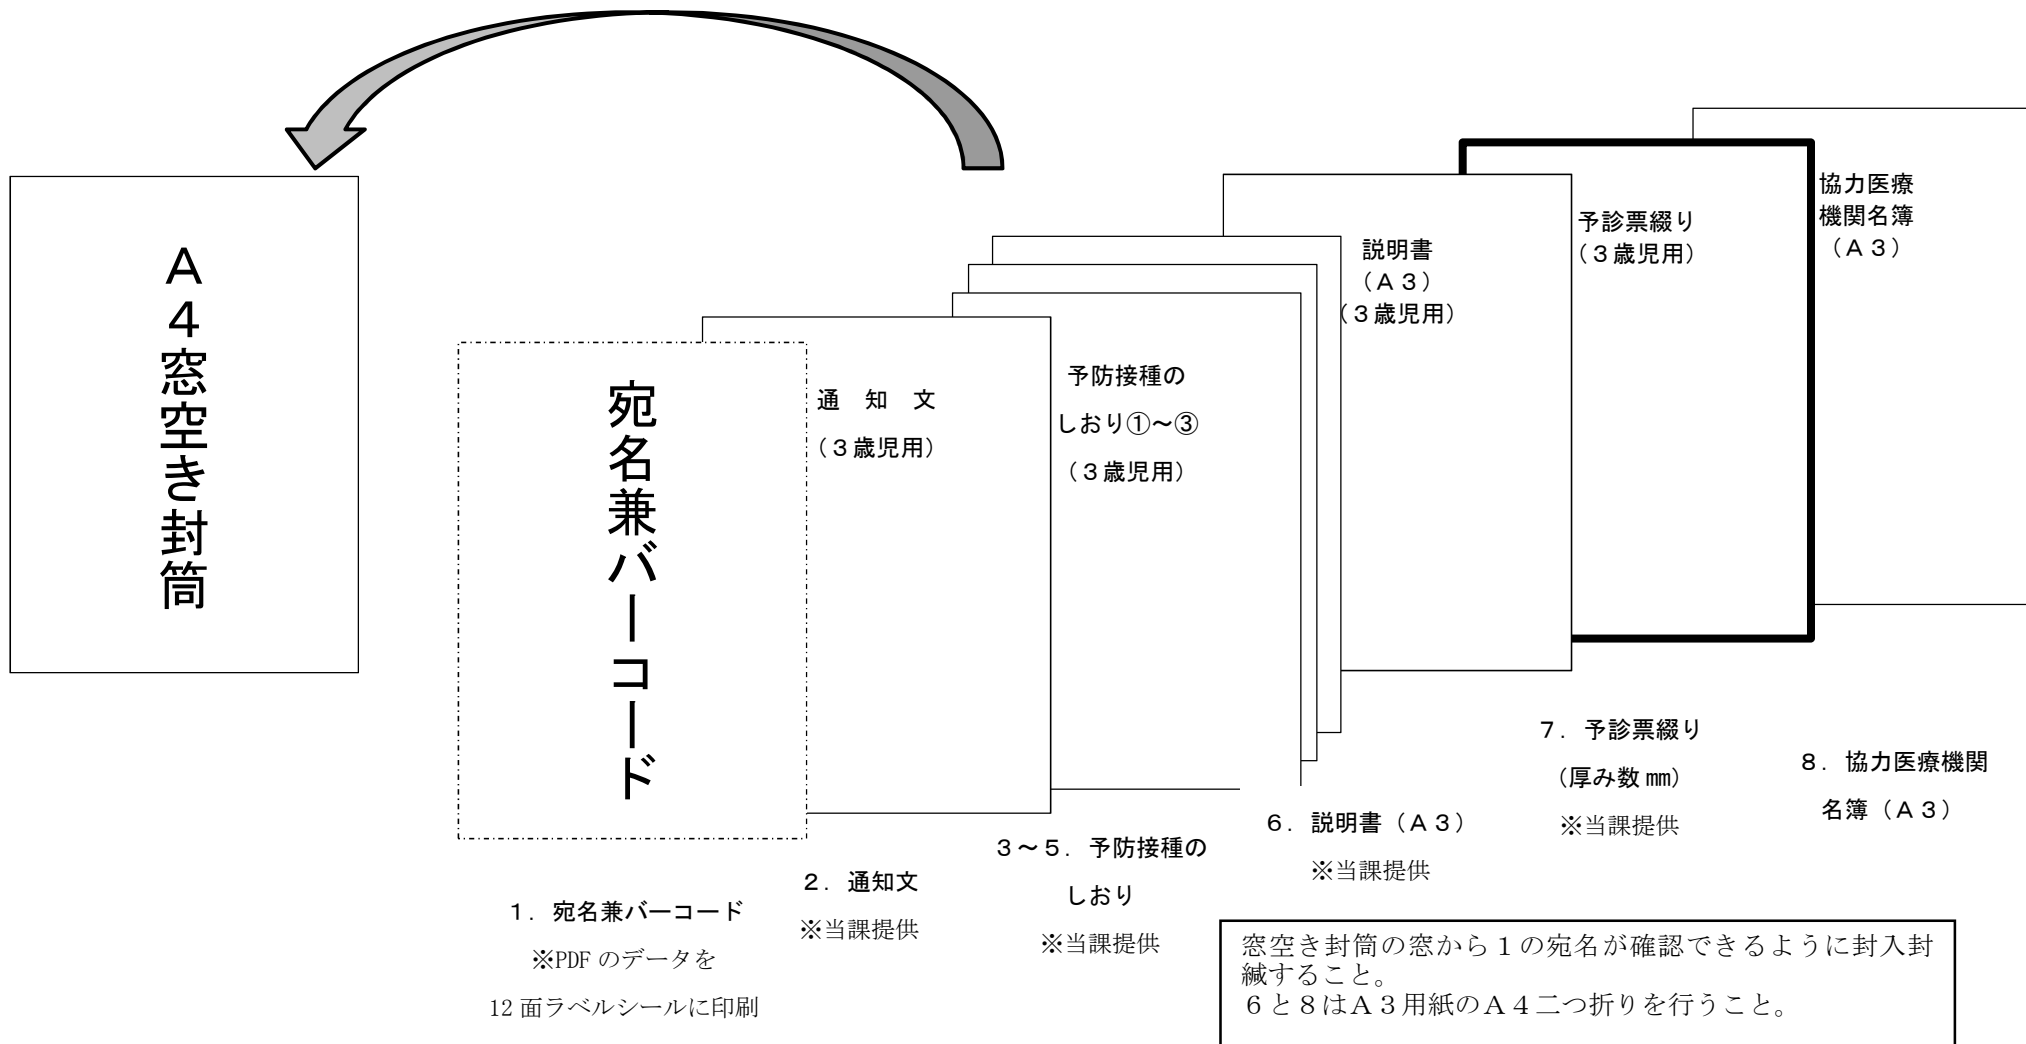 A4窓空き封筒
宛名兼バーコード
通　知　文
（３歳児用）
予防接種の
しおり①～③
（３歳児用）
説明書
（Ａ３）
（３歳児用）
予診票綴り
（３歳児用）
協力医療
機関名簿
（Ａ３）
１．宛名兼バーコード
※PDF のデータを
12 面ラベルシールに印刷
２．通知文
※当課提供
３～５．予防接種の
しおり
※当課提供
６．説明書（Ａ３）
※当課提供
７．予診票綴り
（厚み数 mm）
※当課提供
８．協力医療機関
名簿（Ａ３）
窓空き封筒の窓から１の宛名が確認できるように封入封
緘すること。
６と８はＡ３用紙のＡ４二つ折りを行うこと。